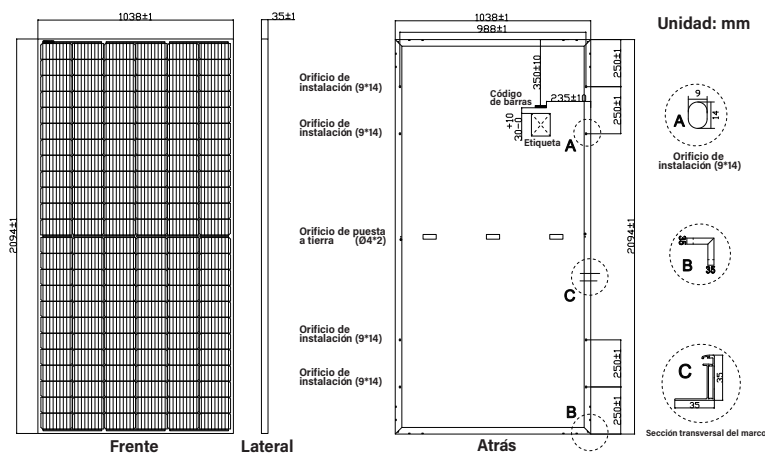 1038±1
35±1
1038±1
988±1
Unidad: mm
2094±1
Orificio de
instalación (9*14)
Orificio de
instalación (9*14)
Orificio de puesta
a tierra (Ø4*2)
Orificio de
instalación (9*14)
Orificio de
instalación (9*14)
350±10
Código
de barras
235±10
+10
30-0
Etiqueta
250±1
250±1
A
2094±1
C
250±1
250±1
B
9
14
A
Orificio de
instalación (9*14)
35
B
35
C
35
35
Sección transversal del marco
Frente
Lateral
Atrás